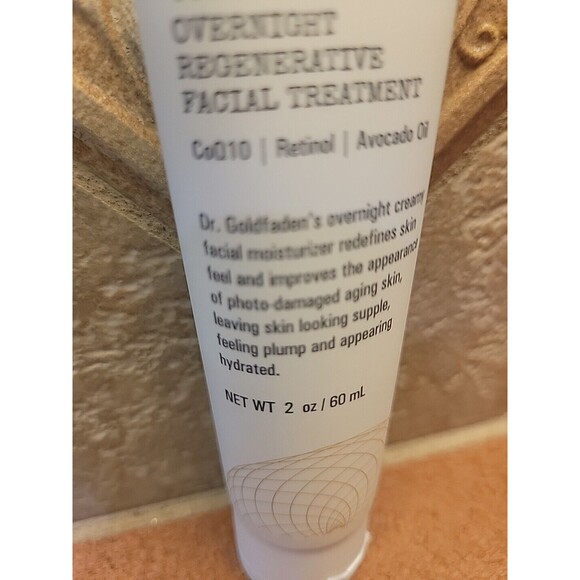 OVERNIGHT
REGENERATIVE
FACIAL TREATMENT
CoQ10 | Retinol | Avocado Oil
Dr. Goldfaden's overnight creamy
facial moisturizer redefines skin
feel and improves the appearance
of photo-damaged aging skin,
leaving skin looking supple,
feeling plump and appearing
hydrated.
NET WT 2 oz / 60 mL